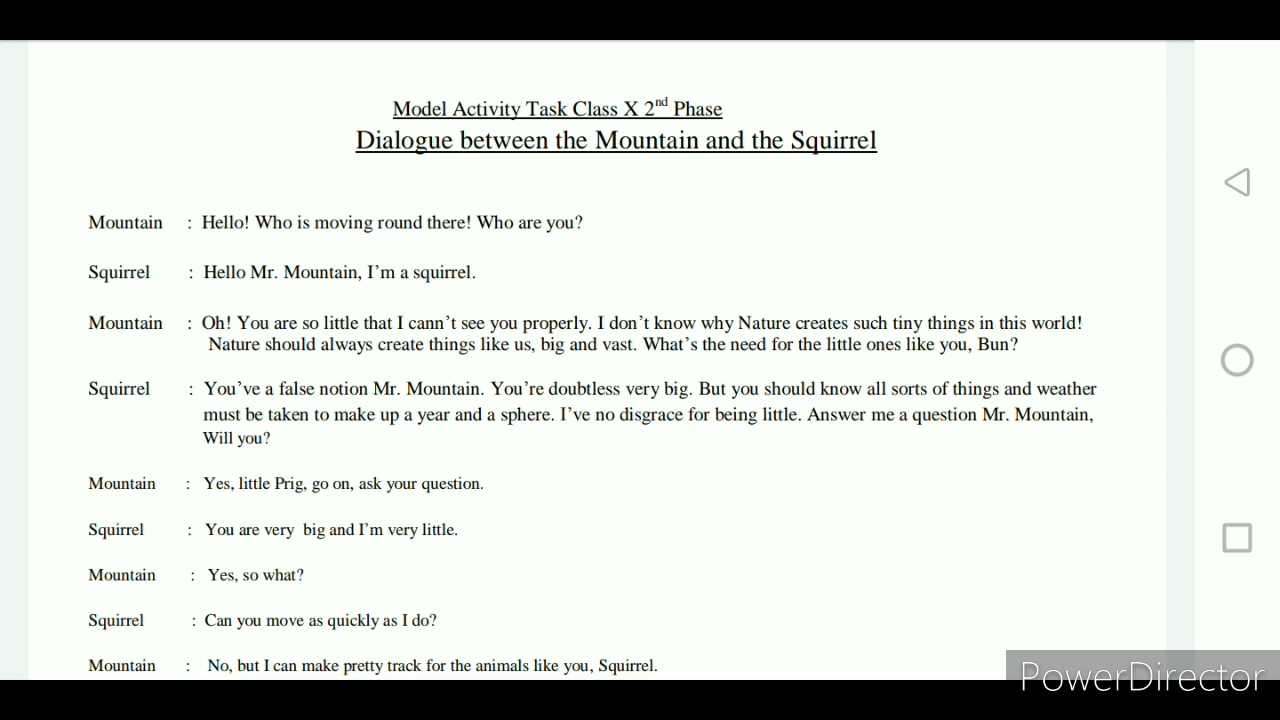 Model Activity Task Class X 2nd Phase
Dialogue between the Mountain and the Squirrel
Mountain : Hello! Who is moving round there! Who are you?
Squirrel : Hello Mr. Mountain, I’m a squirrel.
Mountain : Oh! You are so little that I cann’t see you properly. I don’t know why Nature creates such tiny things in this world!
Nature should always create things like us, big and vast. What’s the need for the little ones like you, Bun?
Squirrel : You’ve a false notion Mr. Mountain. You’re doubtless very big. But you should know all sorts of things and weather
must be taken to make up a year and a sphere. I’ve no disgrace for being little. Answer me a question Mr. Mountain,
Will you?
Mountain : Yes, little Prig, go on, ask your question.
Squirrel : You are very big and I’m very little.
Mountain : Yes, so what?
Squirrel : Can you move as quickly as I do?
Mountain : No, but I can make pretty track for the animals like you, Squirrel.
PowerDirector